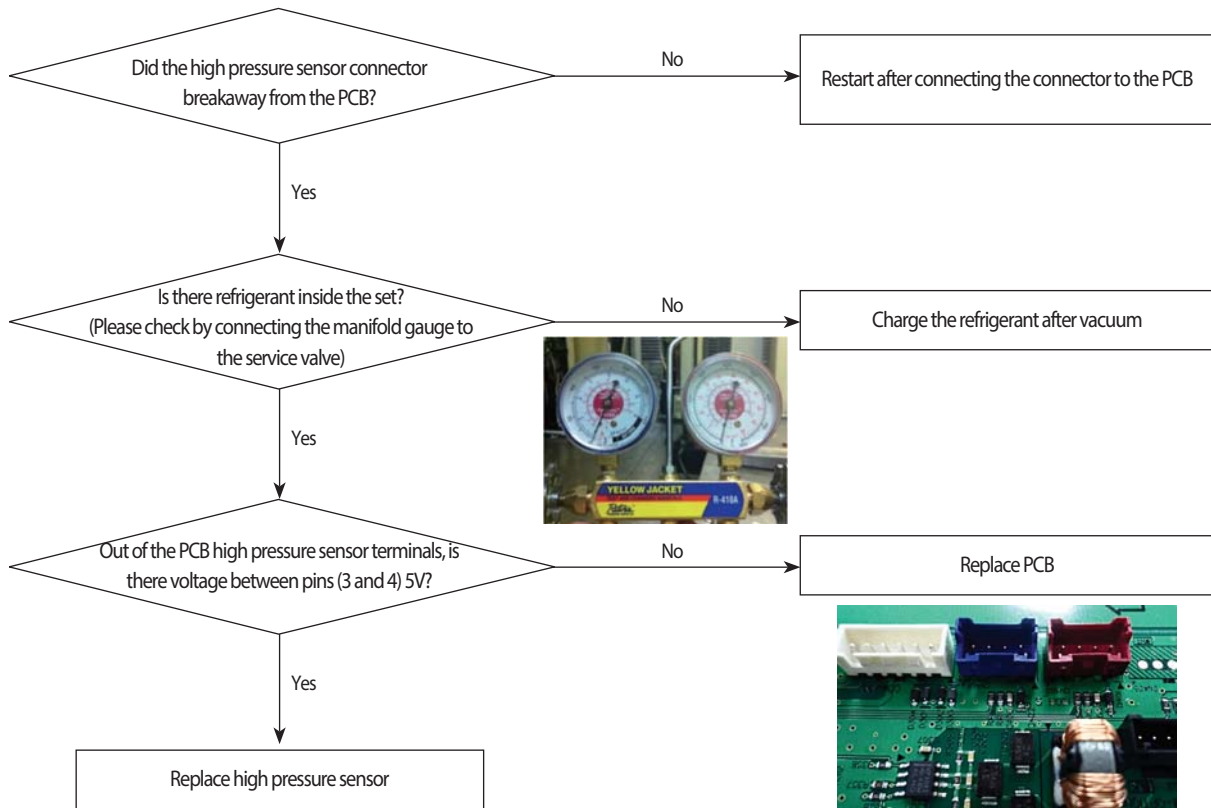 Did the high pressure sensor connector
breakaway from the PCB?
No
Restart after connecting the connector to the PCB
Yes
Is there refrigerant inside the set?
(Please check by connecting the manifold gauge to
the service valve)
No
Charge the refrigerant after vacuum
YELLOW JACKET
R-410A
Yes
Out of the PCB high pressure sensor terminals, is
there voltage between pins (3 and 4) 5V?
No
Replace PCB
Yes
Replace high pressure sensor